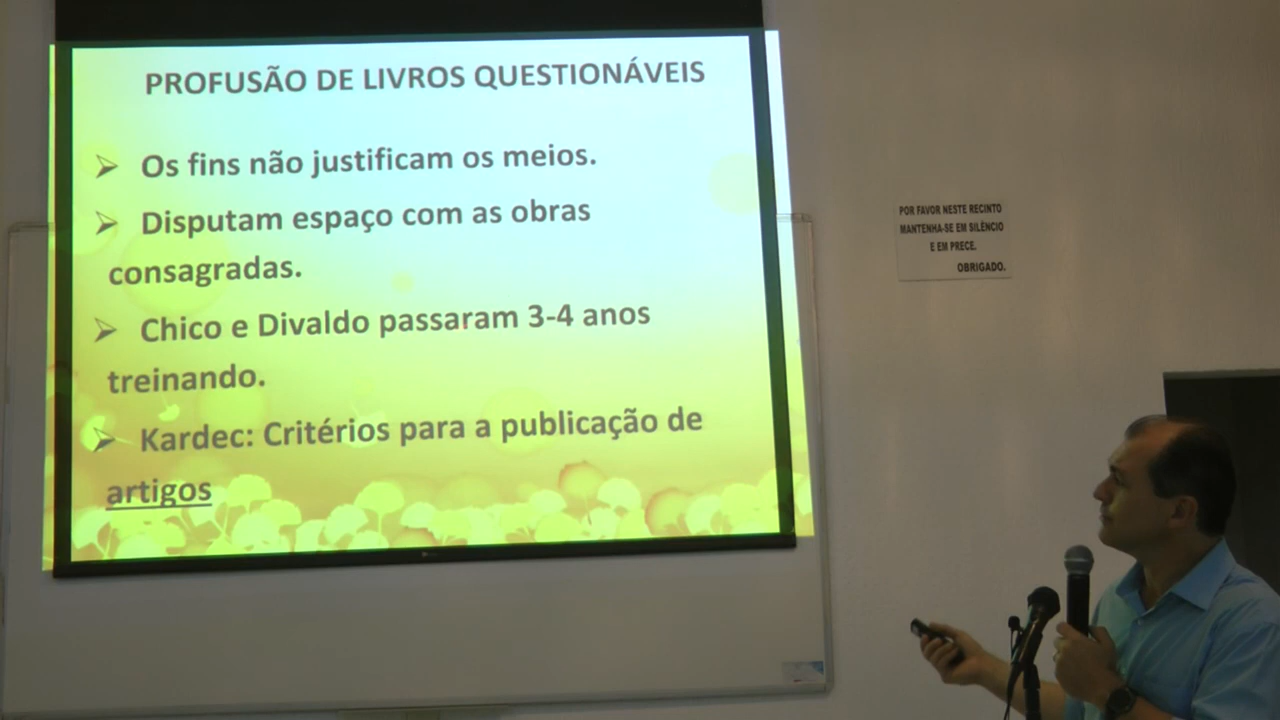 PROFUSÃO DE LIVROS QUESTIONÁVEIS
Os fins não justificam os meios.
Disputam espaço com as obras
consagradas.
Chico e Divaldo passaram 3-4 anos
treinando.
Kardec: Critérios para a publicação de
artigos
POR FAVOR NESTE RECINTO
MANTENHA-SE EM SILÊNCIO
E EM PRECE.
OBRIGADO.